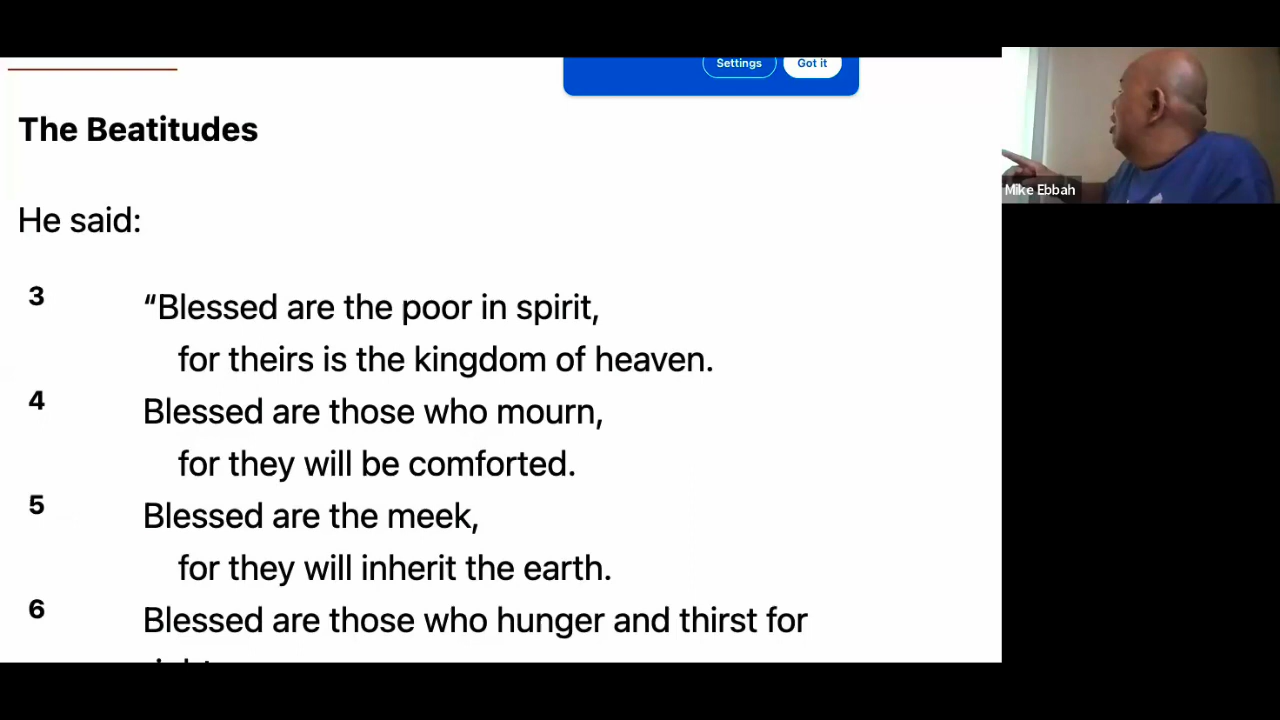 Settings
Got it
The Beatitudes
He said:
3 “Blessed are the poor in spirit,
for theirs is the kingdom of heaven.
4 Blessed are those who mourn,
for they will be comforted.
5 Blessed are the meek,
for they will inherit the earth.
6 Blessed are those who hunger and thirst for
Mike Ebbah